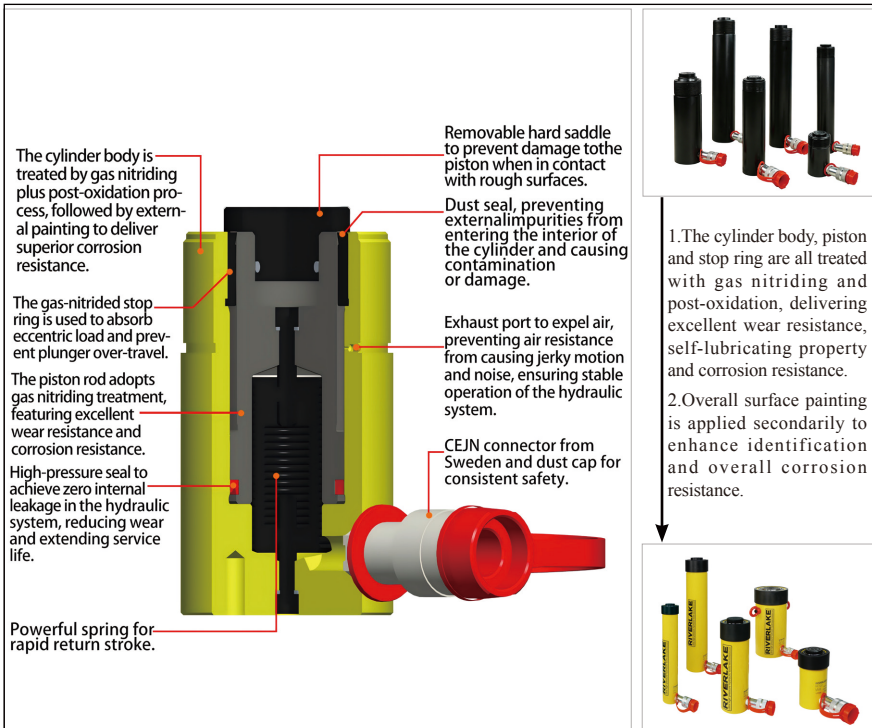 The cylinder body is
treated by gas nitriding
plus post-oxidation pro-
cess, followed by extern-
al painting to deliver
superior corrosion
resistance.
The gas-nitrided stop
ring is used to absorb
eccentric load and prev-
ent plunger over-travel.
The piston rod adopts
gas nitriding treatment,
featuring excellent
wear resistance and
corrosion resistance.
High-pressure seal to
achieve zero internal
leakage in the hydraulic
system, reducing wear
and extending service
life.
Powerful spring for
rapid return stroke.
Removable hard saddle
to prevent damage tothe
piston when in contact
with rough surfaces.
Dust seal, preventing
externalimpurities from
entering the interior of
the cylinder and causing
contamination
or damage.
Exhaust port to expel air,
preventing air resistance
from causing jerky motion
and noise, ensuring stable
operation of the hydraulic
system.
CEJN connector from
Sweden and dust cap for
consistent safety.
1.The cylinder body, piston
and stop ring are all treated
with gas nitriding and
post-oxidation, delivering
excellent wear resistance,
self-lubricating property
and corrosion resistance.
2.Overall surface painting
is applied secondarily to
enhance identification
and overall corrosion
resistance.
RIVERLAKE
RIVERLAKE
RIVERLAKE